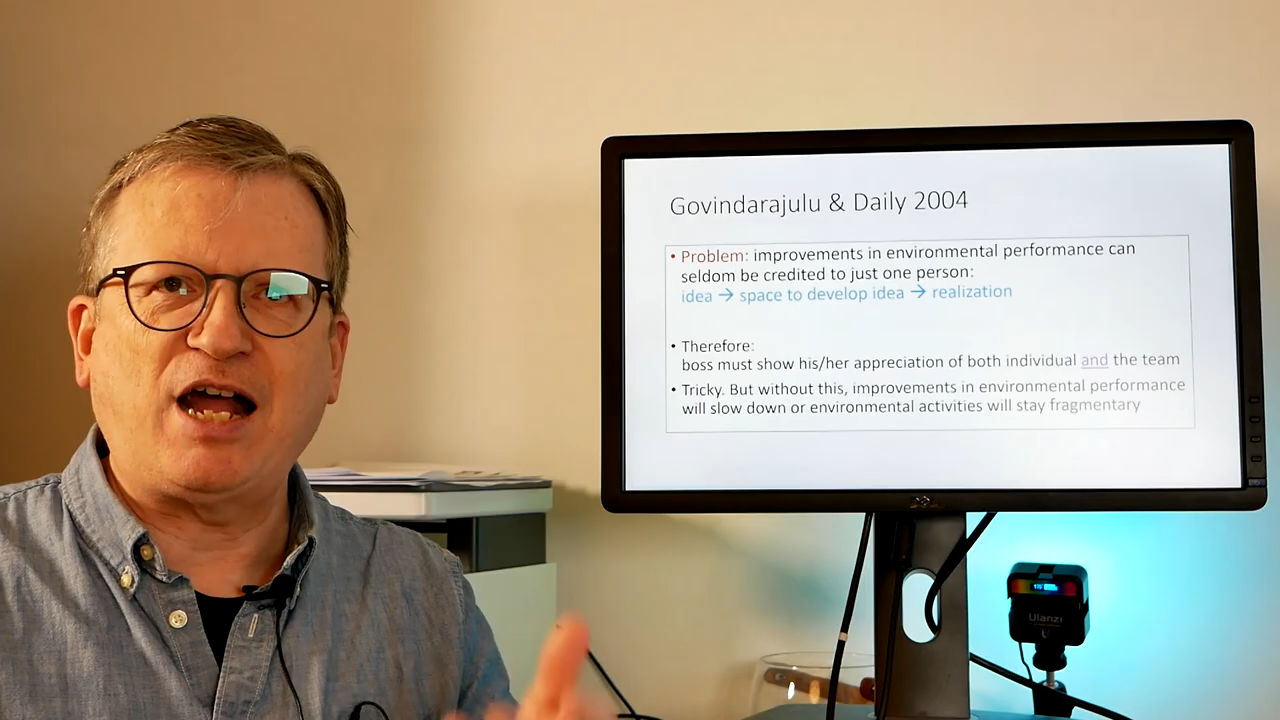 Govindarajulu & Daily 2004
• Problem: improvements in environmental performance can
seldom be credited to just one person:
idea → space to develop idea → realization
• Therefore:
boss must show his/her appreciation of both individual and the team
• Tricky. But without this, improvements in environmental performance
will slow down or environmental activities will stay fragmentary
Ulanzi